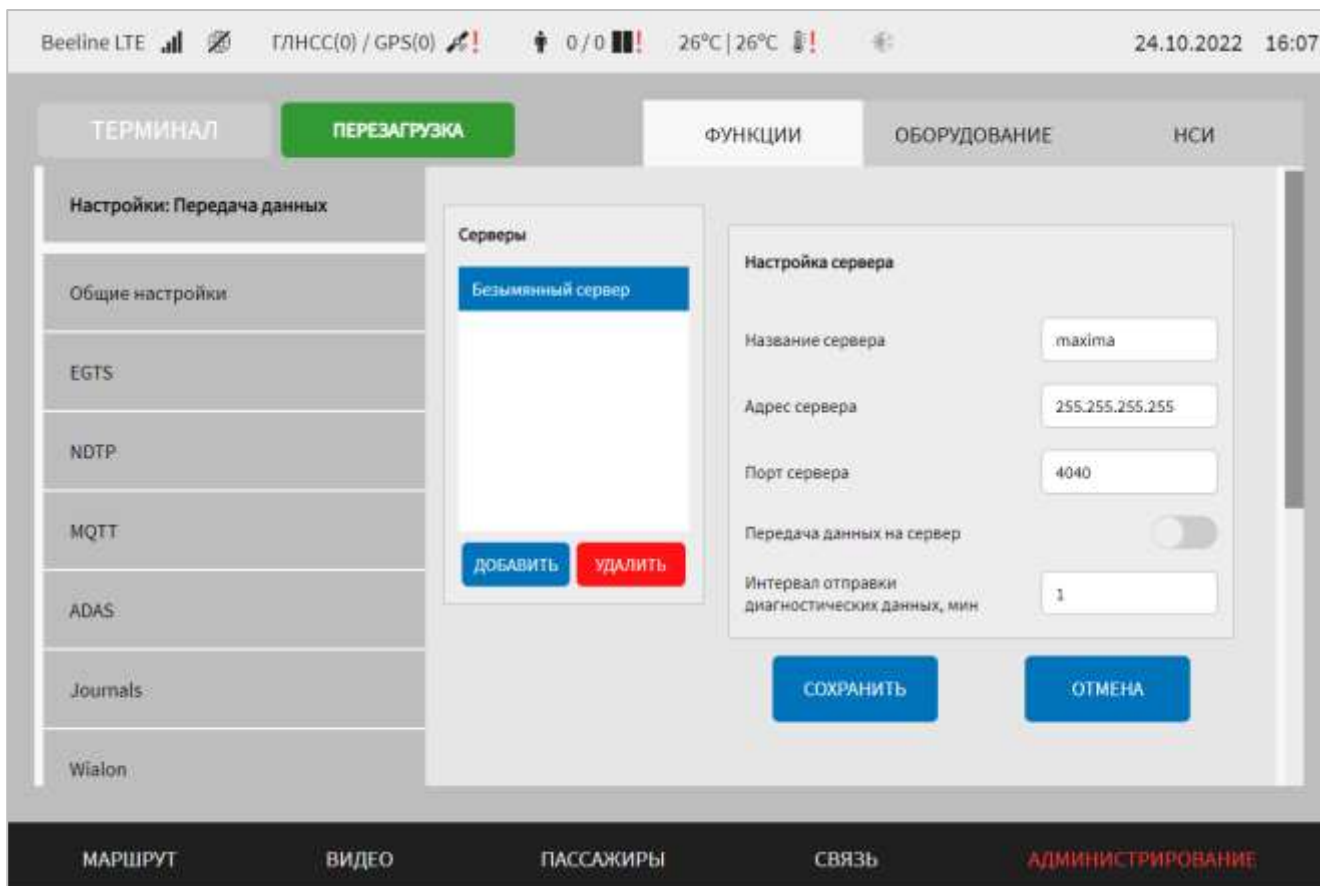 Beeline LTE ГЛНСС(0) / GPS(0) ! 0 / 0 ! 26°C | 26°C ! 24.10.2022 16:07
ТЕРМИНАЛ ПЕРЕЗАГРУЗКА ФУНКЦИИ ОБОРУДОВАНИЕ НСИ
Настройки: Передача данных
Общие настройки
EGTS
NDTP
MQTT
ADAS
Journals
Wialon
Серверы
Безымянный сервер
ДОБАВИТЬ УДАЛИТЬ
Настройка сервера
Название сервера maxima
Адрес сервера 255.255.255.255
Порт сервера 4040
Передача данных на сервер
Интервал отправки
диагностических данных, мин 1
СОХРАНИТЬ ОТМЕНА
МАРШРУТ ВИДЕО ПАССАЖИРЫ СВЯЗЬ АДМИНИСТРИРОВАНИЕ